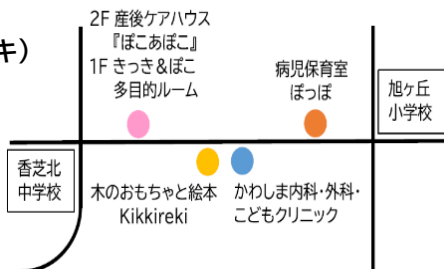 キ）
2F 産後ケアハウス
『ぽこあぽこ』
1F きっき＆ぽこ
多目的ルーム
病児保育室
ぽっぽ
旭ヶ丘
小学校
香芝北
中学校
木のおもちゃと絵本
Kikkireki
かわしま内科・外科・
こどもクリニック